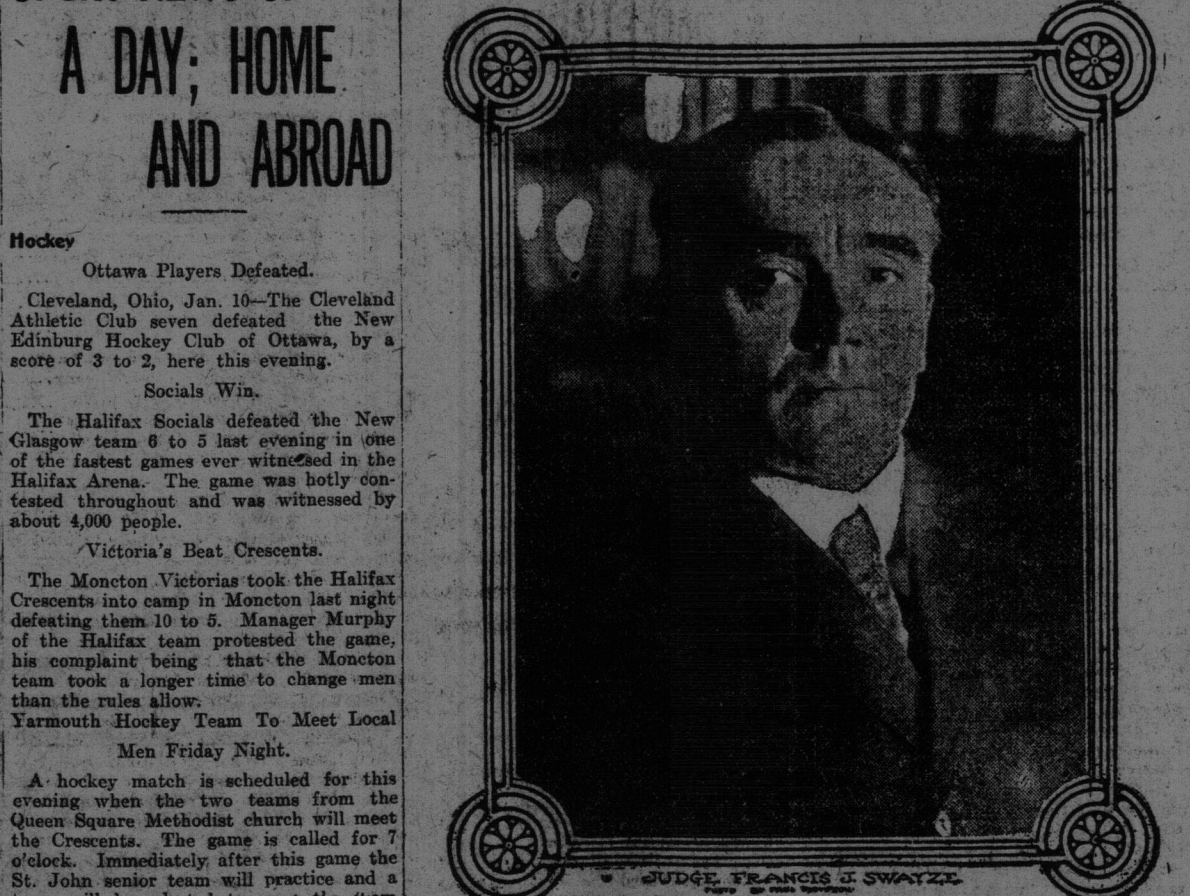 A DAY; HOME
AND ABROAD
Hockey
Ottawa Players Defeated.
Cleveland, Ohio, Jan. 10—The Cleveland
Athletic Club seven defeated the New
Edinburg Hockey Club of Ottawa, by a
score of 3 to 2, here this evening.
Socials Win.
The Halifax Socials defeated the New
Glasgow team 6 to 5 last evening in one
of the fastest games ever witnessed in the
Halifax Arena. The game was hotly con-
tested throughout and was witnessed by
about 4,000 people.
Victoria's Beat Crescents.
The Moncton Victorias took the Halifax
Crescents into camp in Moncton last night
defeating them 10 to 5. Manager Murphy
of the Halifax team protested the game,
his complaint being that the Moncton
team took a longer time to change men
than the rules allow.
Yarmouth Hockey Team To Meet Local
Men Friday Night.
A hockey match is scheduled for this
evening when the two teams from the
Queen Square Methodist church will meet
the Crescents. The game is called for 7
o'clock. Immediately after this game the
St. John senior team will practice and a
JUDGE FRANCIS J. SWAYZE